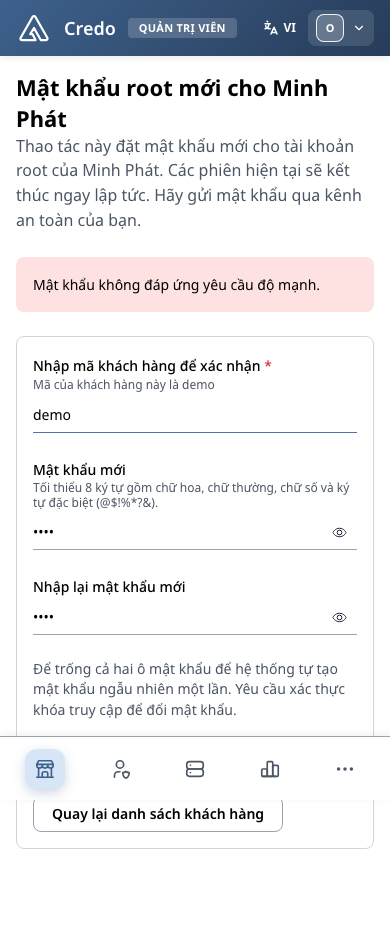 Credo
QUẢN TRỊ VIÊN
VI
O
Mật khẩu root mới cho Minh
Phát
Thao tác này đặt mật khẩu mới cho tài khoản
root của Minh Phát. Các phiên hiện tại sẽ kết
thúc ngay lập tức. Hãy gửi mật khẩu qua kênh
an toàn của bạn.
Mật khẩu không đáp ứng yêu cầu độ mạnh.
Nhập mã khách hàng để xác nhận *
Mã của khách hàng này là demo
demo
Mật khẩu mới
Tối thiểu 8 ký tự gồm chữ hoa, chữ thường, chữ số và ký
tự đặc biệt (@$!%*?&).
••••
Nhập lại mật khẩu mới
••••
Để trống cả hai ô mật khẩu để hệ thống tự tạo
mật khẩu ngẫu nhiên một lần. Yêu cầu xác thực
khóa truy cập để đổi mật khẩu.
Quay lại danh sách khách hàng